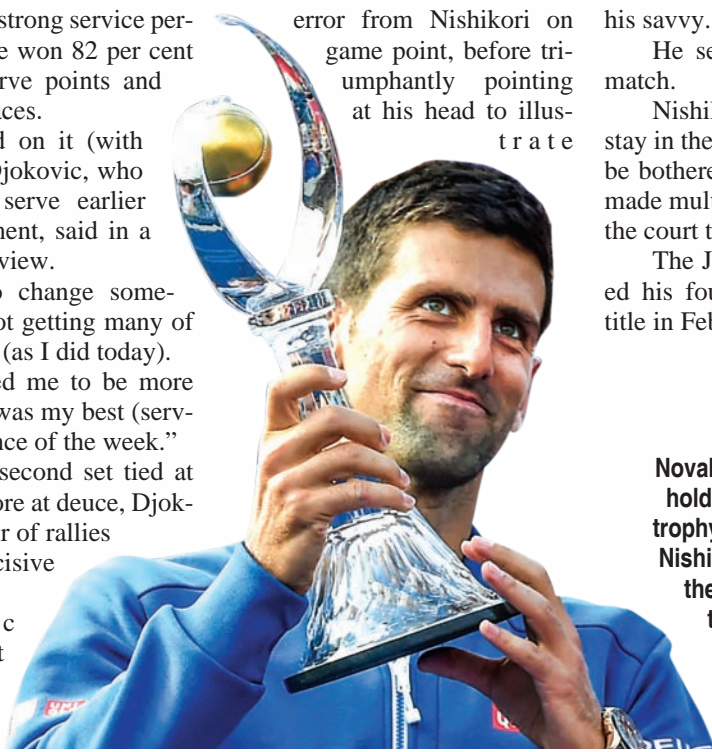 strong service per-
e won 82 per cent
rve points and
aces.
d on it (with
jokovic, who
serve earlier
ment, said in a
view.
o change some-
ot getting many of
(as I did today).
ed me to be more
was my best (serv-
nce of the week.”
second set tied at
ore at deuce, Djok-
r of rallies
cisive
c
t
error from Nishikori on
game point, before tri-
umphantly pointing
at his head to illus-
t r a t e
his savvy.
He se
match.
Nishil
stay in the
be bothere
made mult
the court t
The J
ed his fou
title in Feb
Noval
hold
trophy
Nishi
the
t